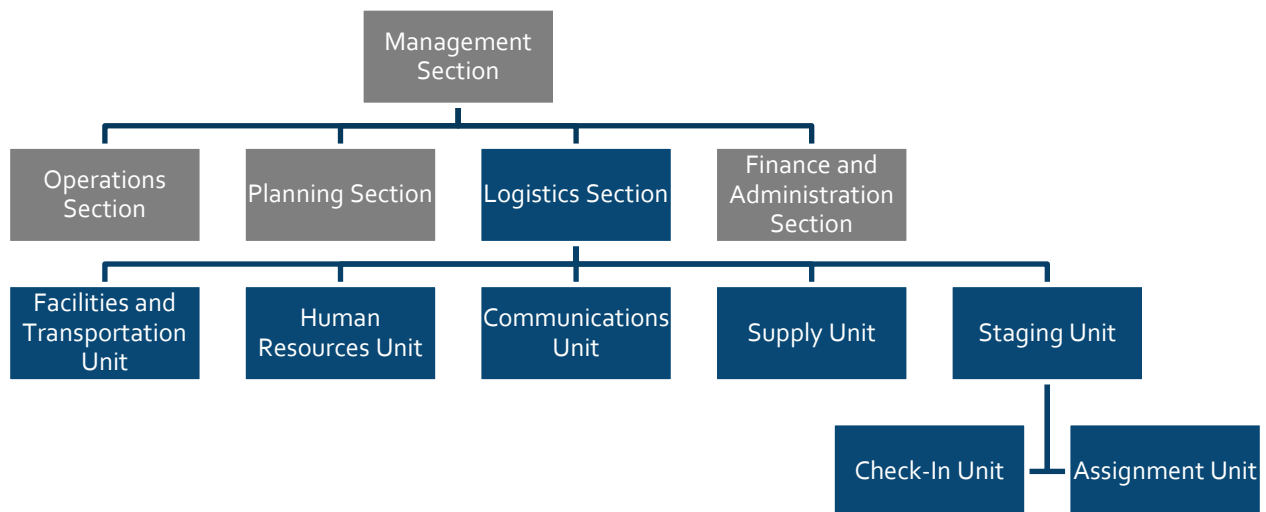 Management
Section
Operations
Section
Planning Section
Logistics Section
Finance and
Administration
Section
Facilities and
Transportation
Unit
Human
Resources Unit
Communications
Unit
Supply Unit
Staging Unit
Check-In Unit
Assignment Unit